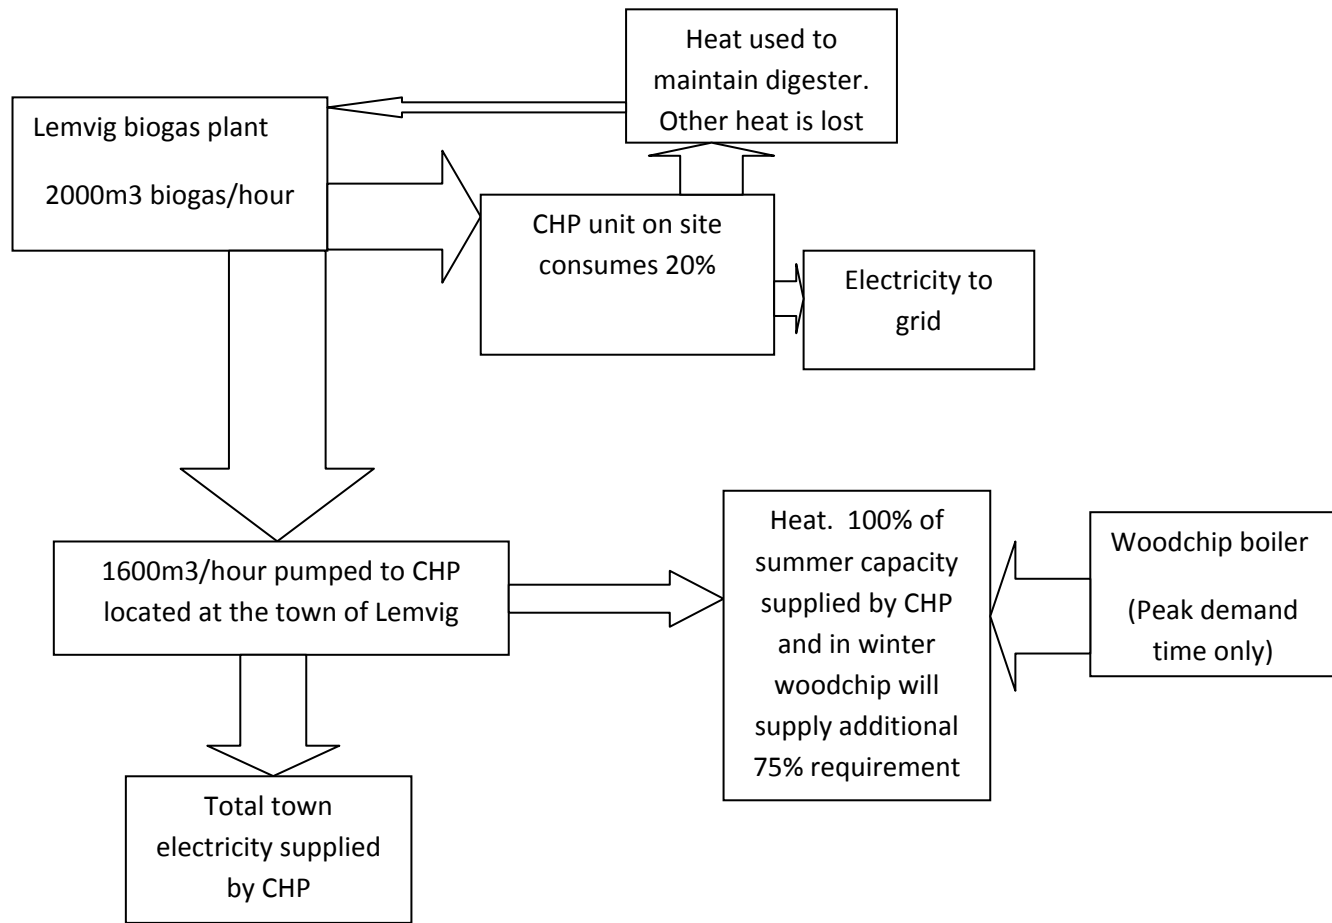 Heat used to
maintain digester.
Other heat is lost
Lemvig biogas plant
2000m3 biogas/hour
CHP unit on site
consumes 20%
Electricity to
grid
1600m3/hour pumped to CHP
located at the town of Lemvig
Heat.  100% of
summer capacity
supplied by CHP
and in winter
woodchip will
supply additional
75% requirement
Woodchip boiler
(Peak demand
time only)
Total town
electricity supplied
by CHP